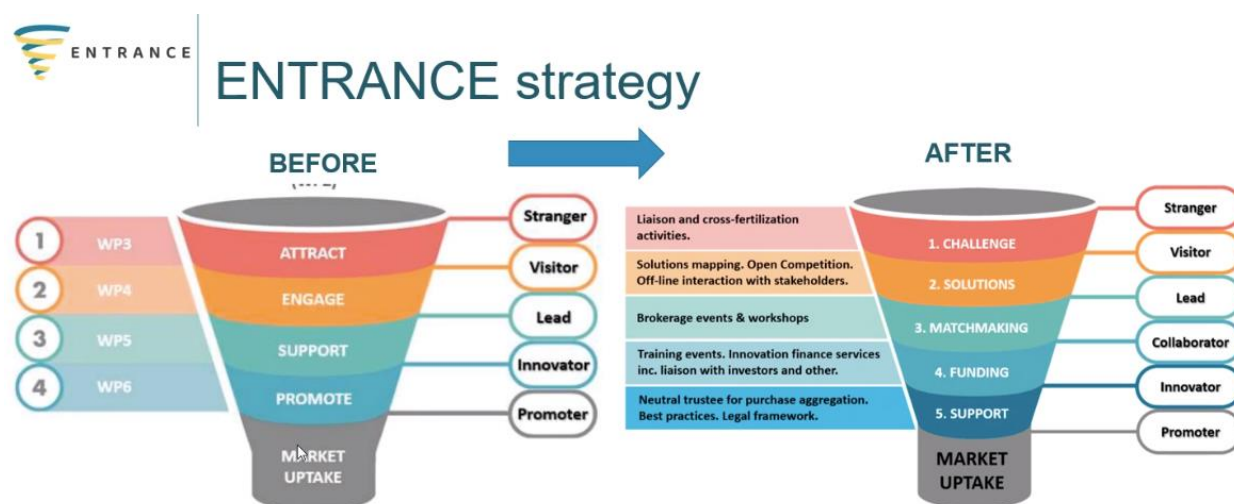 ENTRANCE
ENTRANCE strategy
BEFORE
1
WP3
2
WP4
3
WP5
4
WP6
ATTRACT
ENGAGE
SUPPORT
PROMOTE
MARKET
UPTAKE
Stranger
Visitor
Lead
Innovator
Promoter
AFTER
Liaison and cross-fertilization
activities.
Solutions mapping. Open Competition.
Off-line interaction with stakeholders.
Brokerage events & workshops
Training events. Innovation finance services
inc. liaison with investors and other.
Neutral trustee for purchase aggregation.
Best practices. Legal framework.
1. CHALLENGE
2. SOLUTIONS
3. MATCHMAKING
4. FUNDING
5. SUPPORT
MARKET
UPTAKE
Stranger
Visitor
Lead
Collaborator
Innovator
Promoter